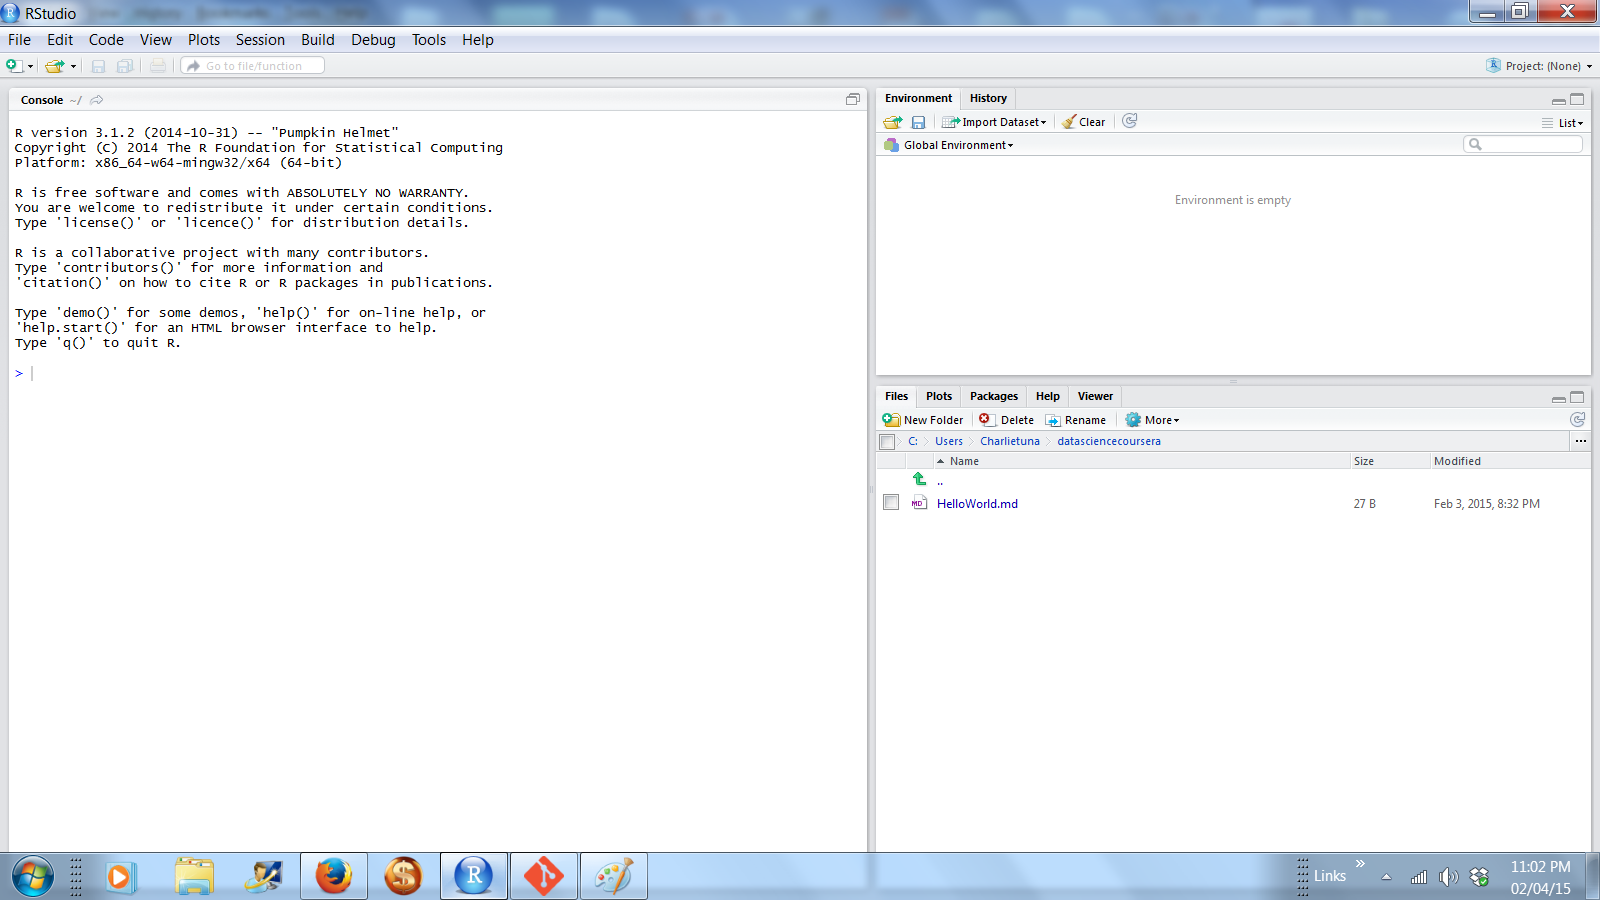 RStudio
File Edit Code View Plots Session Build Debug Tools Help
Go to file/function
Project: (None)
Console ~/
R version 3.1.2 (2014-10-31) -- "Pumpkin Helmet"
Copyright (C) 2014 The R Foundation for Statistical Computing
Platform: x86_64-w64-mingw32/x64 (64-bit)
R is free software and comes with ABSOLUTELY NO WARRANTY.
You are welcome to redistribute it under certain conditions.
Type 'license()' or 'licence()' for distribution details.
R is a collaborative project with many contributors.
Type 'contributors()' for more information and
'citation()' on how to cite R or R packages in publications.
Type 'demo()' for some demos, 'help()' for on-line help, or
'help.start()' for an HTML browser interface to help.
Type 'q()' to quit R.
>
Environment History
Import Dataset Clear
List
Global Environment
Environment is empty
Files Plots Packages Help Viewer
New Folder Delete Rename More
C: Users Charlietuna datasciencecoursera ...
Name Size Modified
..
MD HelloWorld.md 27 B Feb 3, 2015, 8:32 PM
Links »
11:02 PM
02/04/15